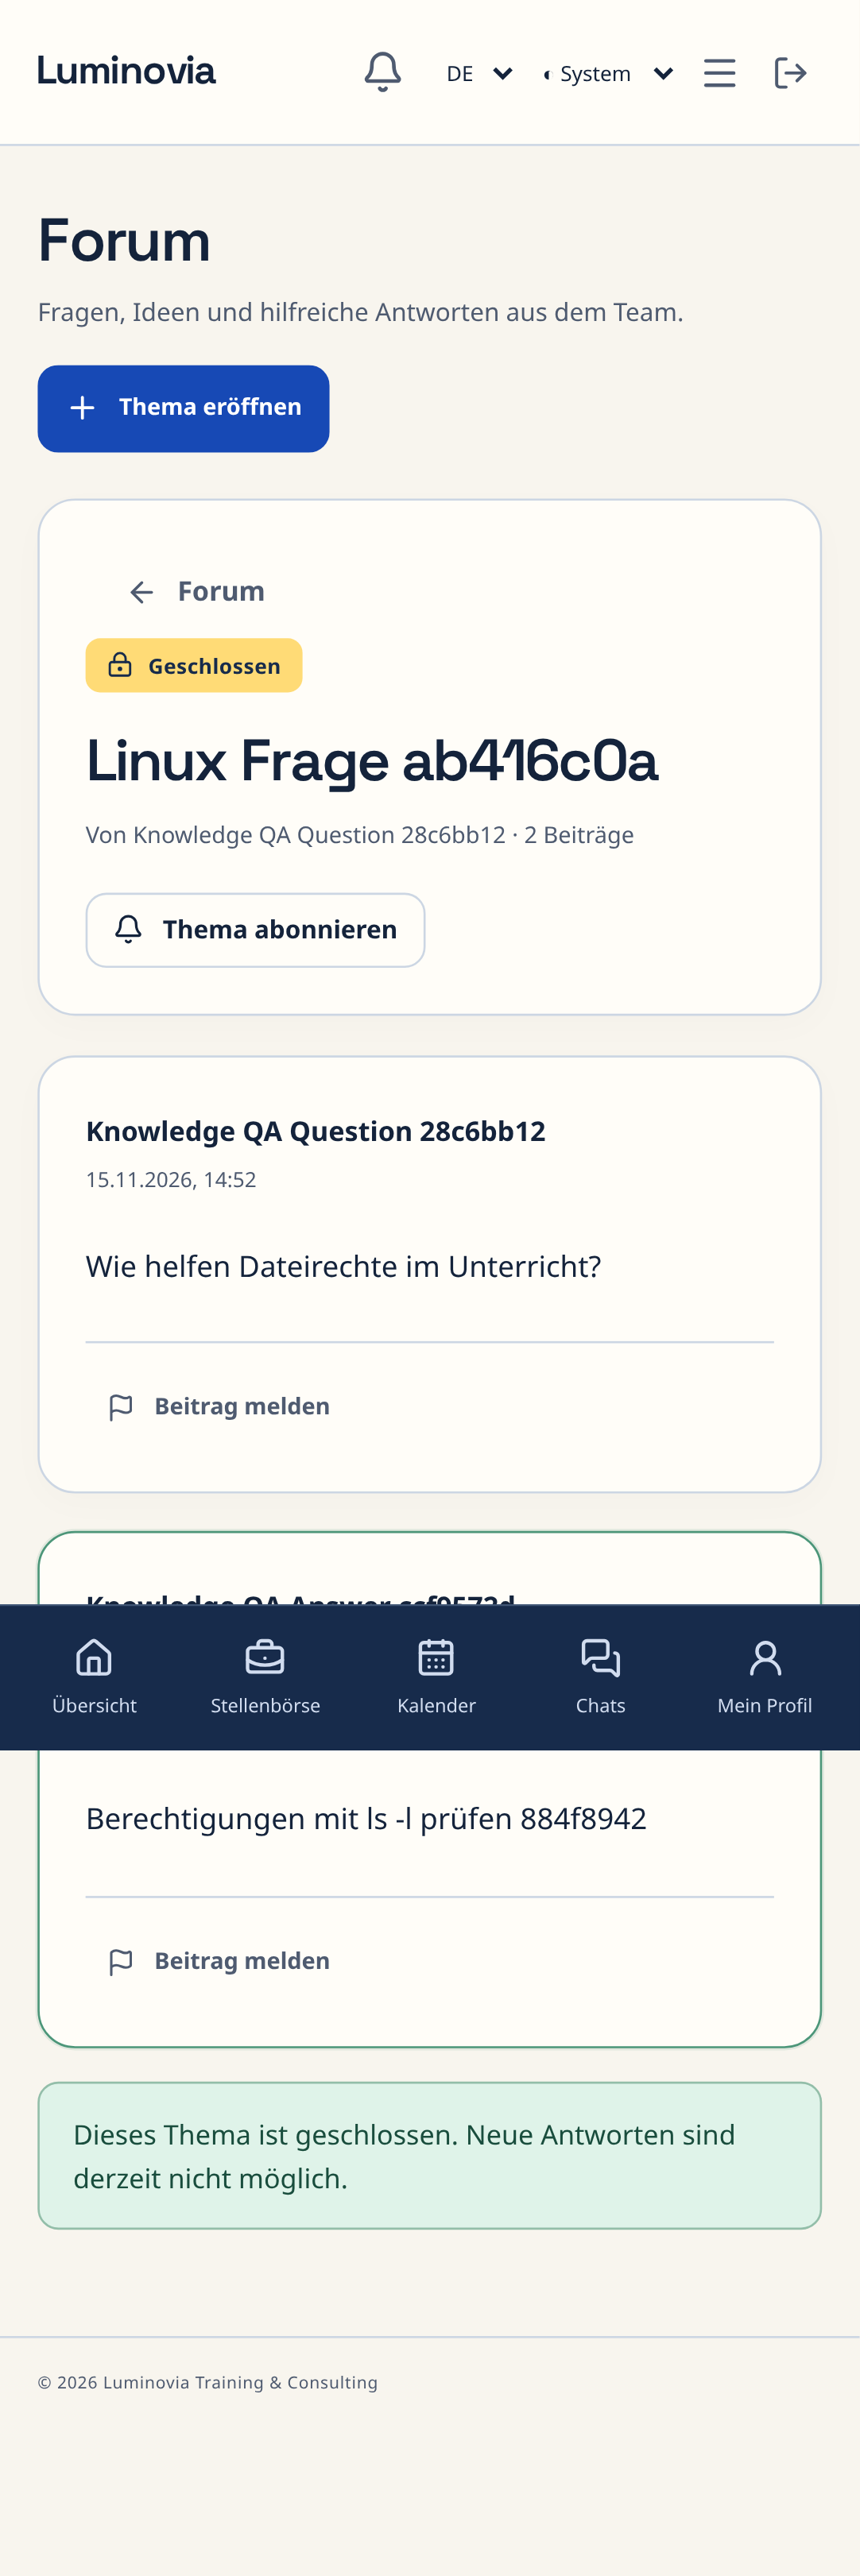 Luminovia
DE
System
Forum
Fragen, Ideen und hilfreiche Antworten aus dem Team.
Thema eröffnen
Forum
Geschlossen
Linux Frage ab416c0a
Von Knowledge QA Question 28c6bb12 · 2 Beiträge
Thema abonnieren
Knowledge QA Question 28c6bb12
15.11.2026, 14:52
Wie helfen Dateirechte im Unterricht?
Beitrag melden
Knowledge QA Answer
Übersicht
Stellenbörse
Kalender
Chats
Mein Profil
Berechtigungen mit ls -l prüfen 884f8942
Beitrag melden
Dieses Thema ist geschlossen. Neue Antworten sind
derzeit nicht möglich.
© 2026 Luminovia Training & Consulting